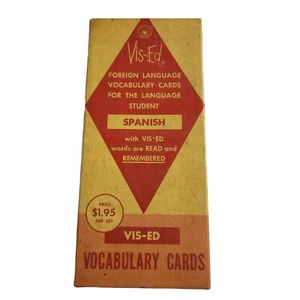 Vis-Ed
FOREIGN LANGUAGE
VOCABULARY CARDS
FOR THE LANGUAGE
STUDENT
SPANISH
with VIS-ED
words are READ and
REMEMBERED
PRICE
$1.95
PER SET
VIS-ED
VOCABULARY CARDS